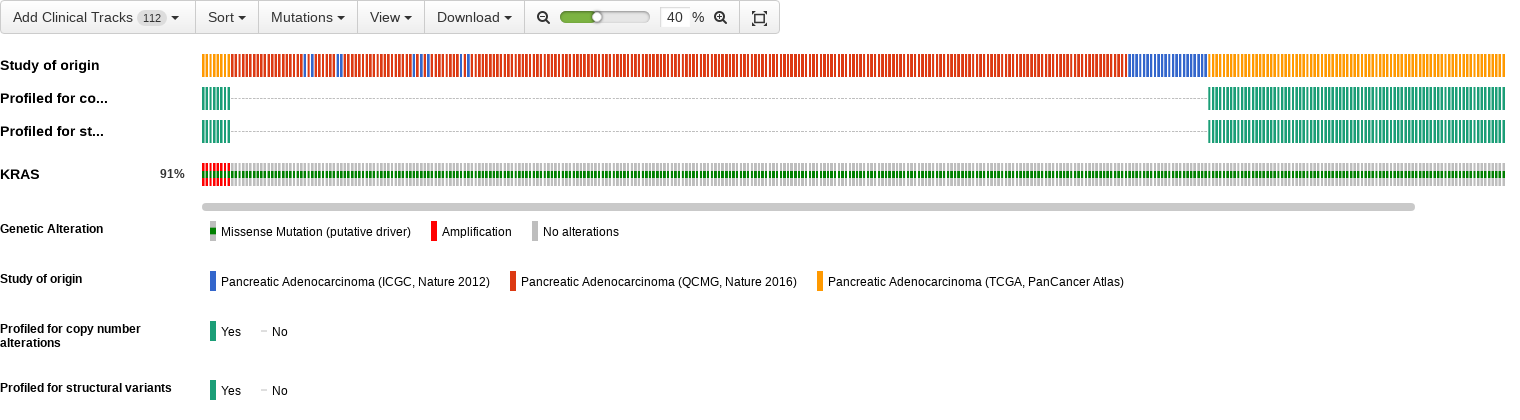 Add Clinical Tracks 112 Sort Mutations View Download 40 %
Study of origin
Profiled for co...
Profiled for st...
KRAS 91%
Genetic Alteration Missense Mutation (putative driver) Amplification No alterations
Study of origin Pancreatic Adenocarcinoma (ICGC, Nature 2012) Pancreatic Adenocarcinoma (QCMG, Nature 2016) Pancreatic Adenocarcinoma (TCGA, PanCancer Atlas)
Profiled for copy number Yes No
alterations
Profiled for structural variants Yes No